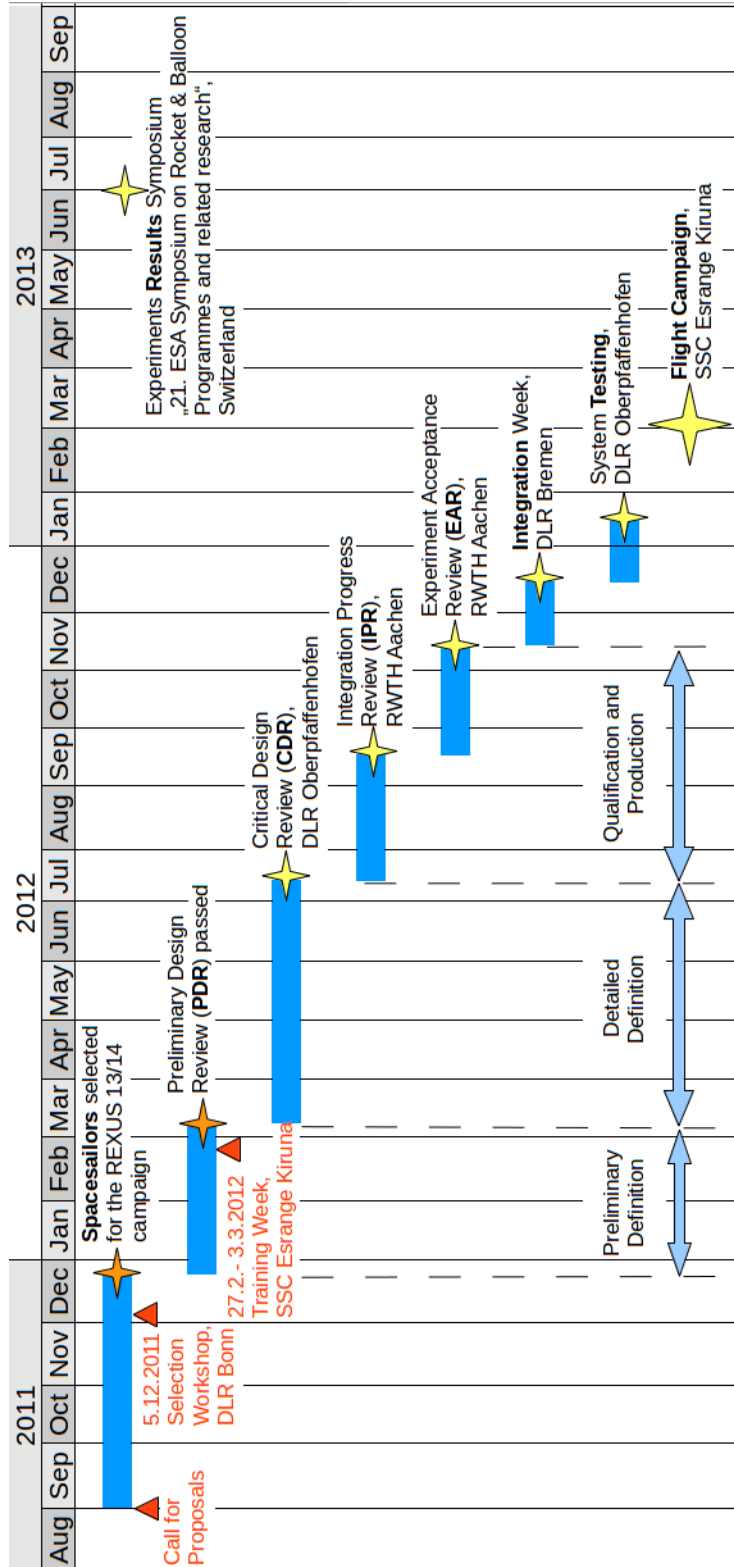 2011
2012
2013
Aug
Sep
Oct
Nov
Dec
Jan
Feb
Mar
Apr
May
Jun
Jul
Aug
Sep
Oct
Nov
Dec
Jan
Feb
Mar
Apr
May
Jun
Jul
Aug
Sep
Call for
Proposals
5.12.2011
Selection
Workshop,
DLR Bonn
Spacesailors selected
for the REXUS 13/14
campaign
27.2.- 3.3.2012
Training Week,
SSC Esrange Kiruna
Preliminary Design
Review (PDR) passed
Critical Design
Review (CDR),
DLR Oberpfaffenhofen
Integration Progress
Review (IPR),
RWTH Aachen
Experiment Acceptance
Review (EAR),
RWTH Aachen
Integration Week,
DLR Bremen
System Testing,
DLR Oberpfaffenhofen
Flight Campaign,
SSC Esrange Kiruna
Experiments Results Symposium
„21. ESA Symposium on Rocket & Balloon
Programmes and related research“,
Switzerland
Preliminary
Definition
Detailed
Definition
Qualification and
Production